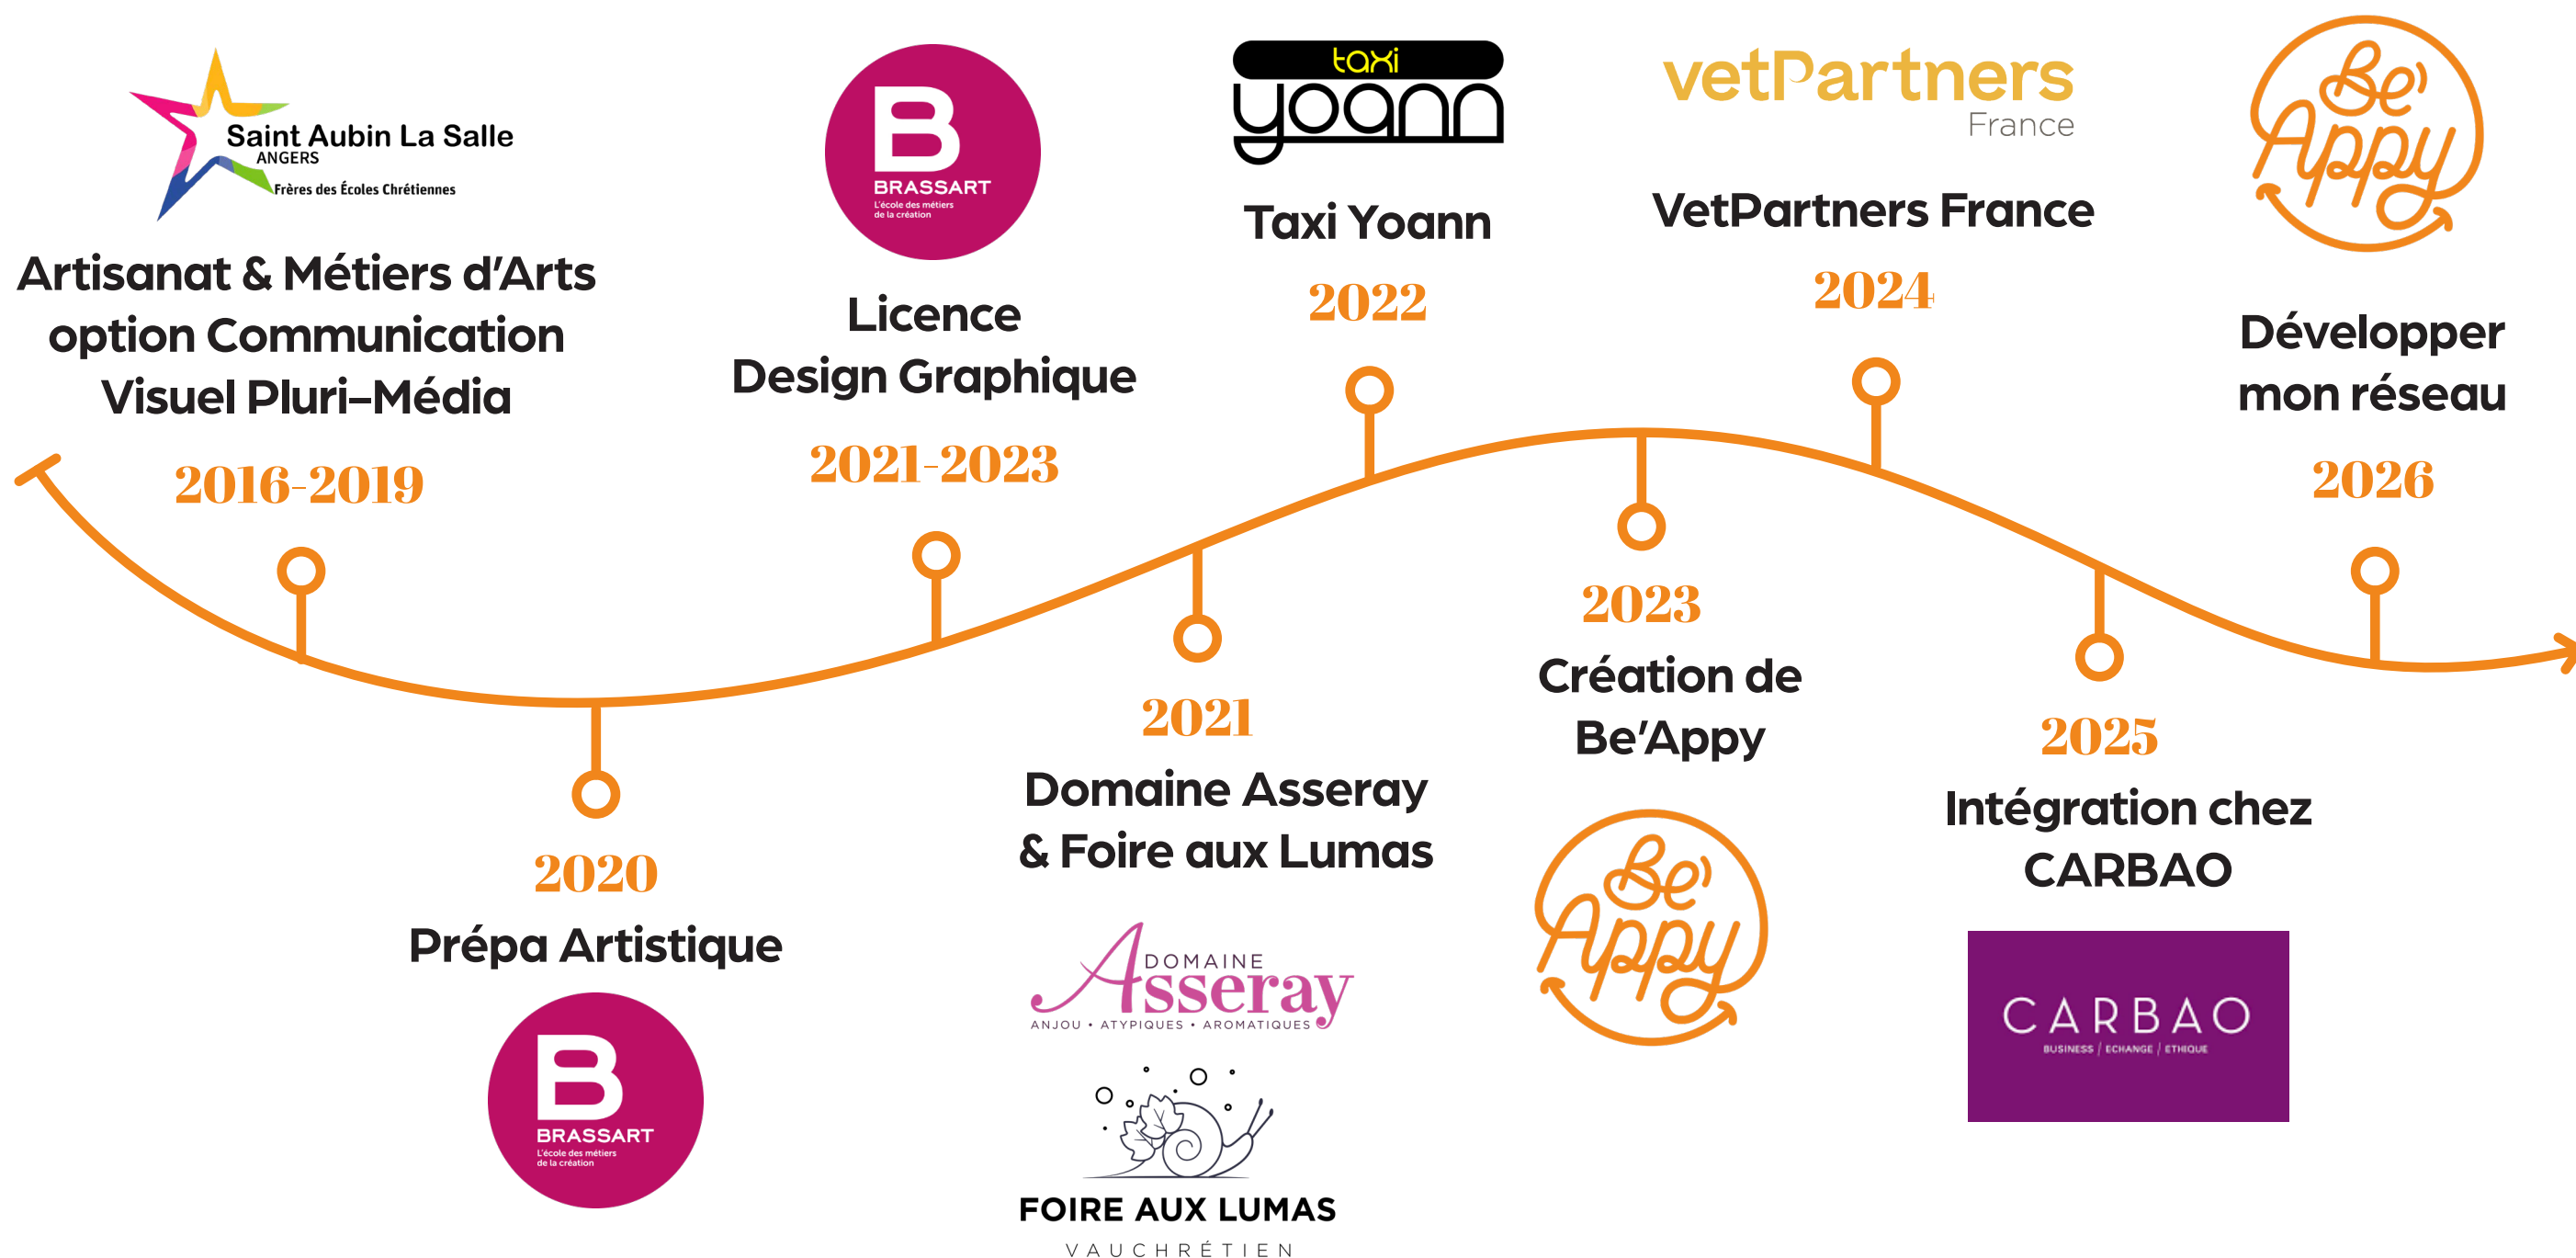 Saint Aubin La Salle
ANGERS
Frères des Écoles Chrétiennes
Artisanat & Métiers d'Arts
option Communication
Visuel Pluri-Média
2016-2019
2020
Prépa Artistique
B
BRASSART
L'école des métiers
de la création
B
BRASSART
L'école des métiers
de la création
Licence
Design Graphique
2021-2023
2021
Domaine Asseray
& Foire aux Lumas
DOMAINE
Asseray
ANJOU • ATYPIQUES • AROMATIQUES
FOIRE AUX LUMAS
VAUCHRÉTIEN
taxi
yoann
Taxi Yoann
2022
2023
Création de
Be'Appy
Be'
Appy
vetPartners
France
VetPartners France
2024
2025
Intégration chez
CARBAO
CARBAO
BUSINESS / ECHANGE / ETHIQUE
Be'
Appy
Développer
mon réseau
2026